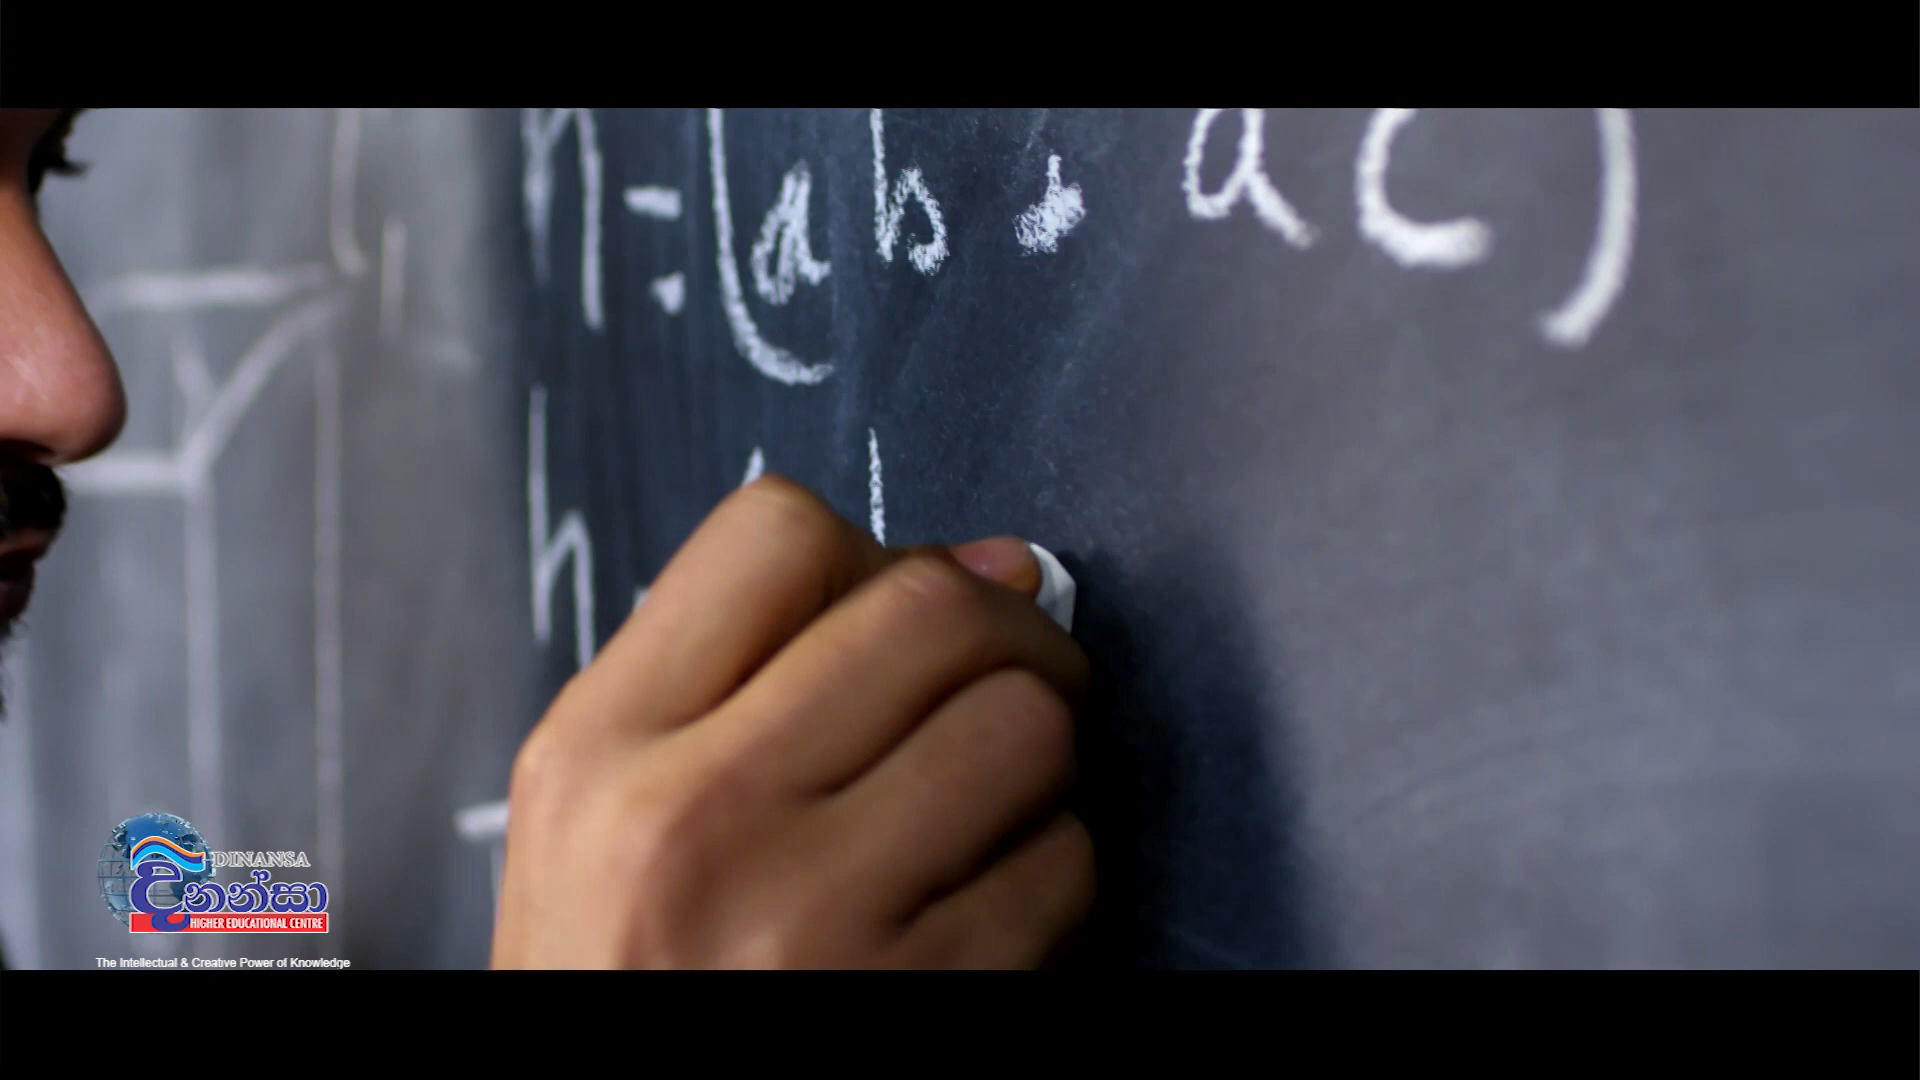 h=(ab; ac)
h
DINANSA
දිනන්සා
HIGHER EDUCATIONAL CENTRE
The Intellectual & Creative Power of Knowledge